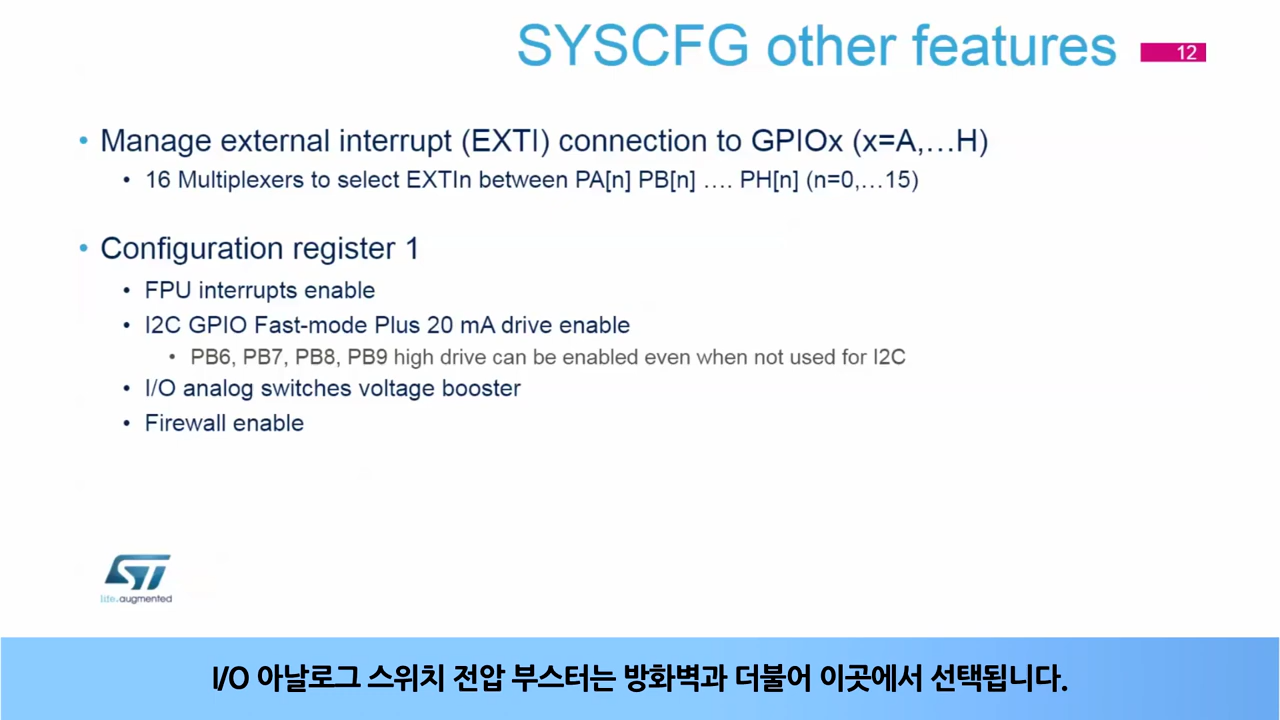 SYSCFG other features
12
• Manage external interrupt (EXTI) connection to GPIOx (x=A,…H)
• 16 Multiplexers to select EXTIn between PA[n] PB[n] …. PH[n] (n=0,…15)
• Configuration register 1
• FPU interrupts enable
• I2C GPIO Fast-mode Plus 20 mA drive enable
• PB6, PB7, PB8, PB9 high drive can be enabled even when not used for I2C
• I/O analog switches voltage booster
• Firewall enable
ST
life.augmented
I/O 아날로그 스위치 전압 부스터는 방화벽과 더불어 이곳에서 선택됩니다.